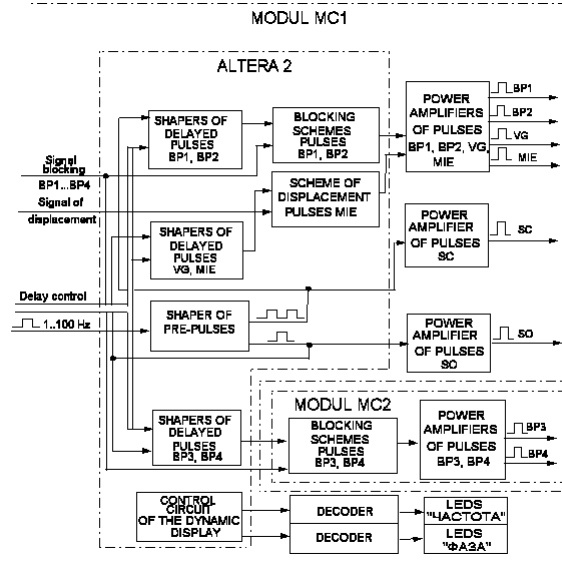 MODUL MC1
ALTERA 2
SHAPERS OF
DELAYED
PULSES
BP1, BP2
BLOCKING
SCHEMES
PULSES
BP1, BP2
POWER
AMPLIFIERS
OF PULSES
BP1, BP2, VG,
MIE
BP1
BP2
VG
MIE
Signal
blocking
BP1...BP4
Signal of
displacement
SCHEME OF
DISPLACEMENT
PULSES MIE
SHAPERS OF
DELAYED
PULSES
VG, MIE
POWER
AMPLIFIER
OF PULSES
SC
SC
Delay control
1..100 Hz
SHAPER OF
PRE-PULSES
POWER
AMPLIFIER
OF PULSES
SO
SO
MODUL MC2
SHAPERS OF
DELAYED
PULSES
BP3, BP4
BLOCKING
SCHEMES
PULSES
BP3, BP4
POWER
AMPLIFIERS
OF PULSES
BP3, BP4
BP3
BP4
CONTROL
CIRCUIT
OF THE DYNAMIC
DISPLAY
DECODER
LEDS
"ЧАСТОТА"
DECODER
LEDS
"ФАЗА"